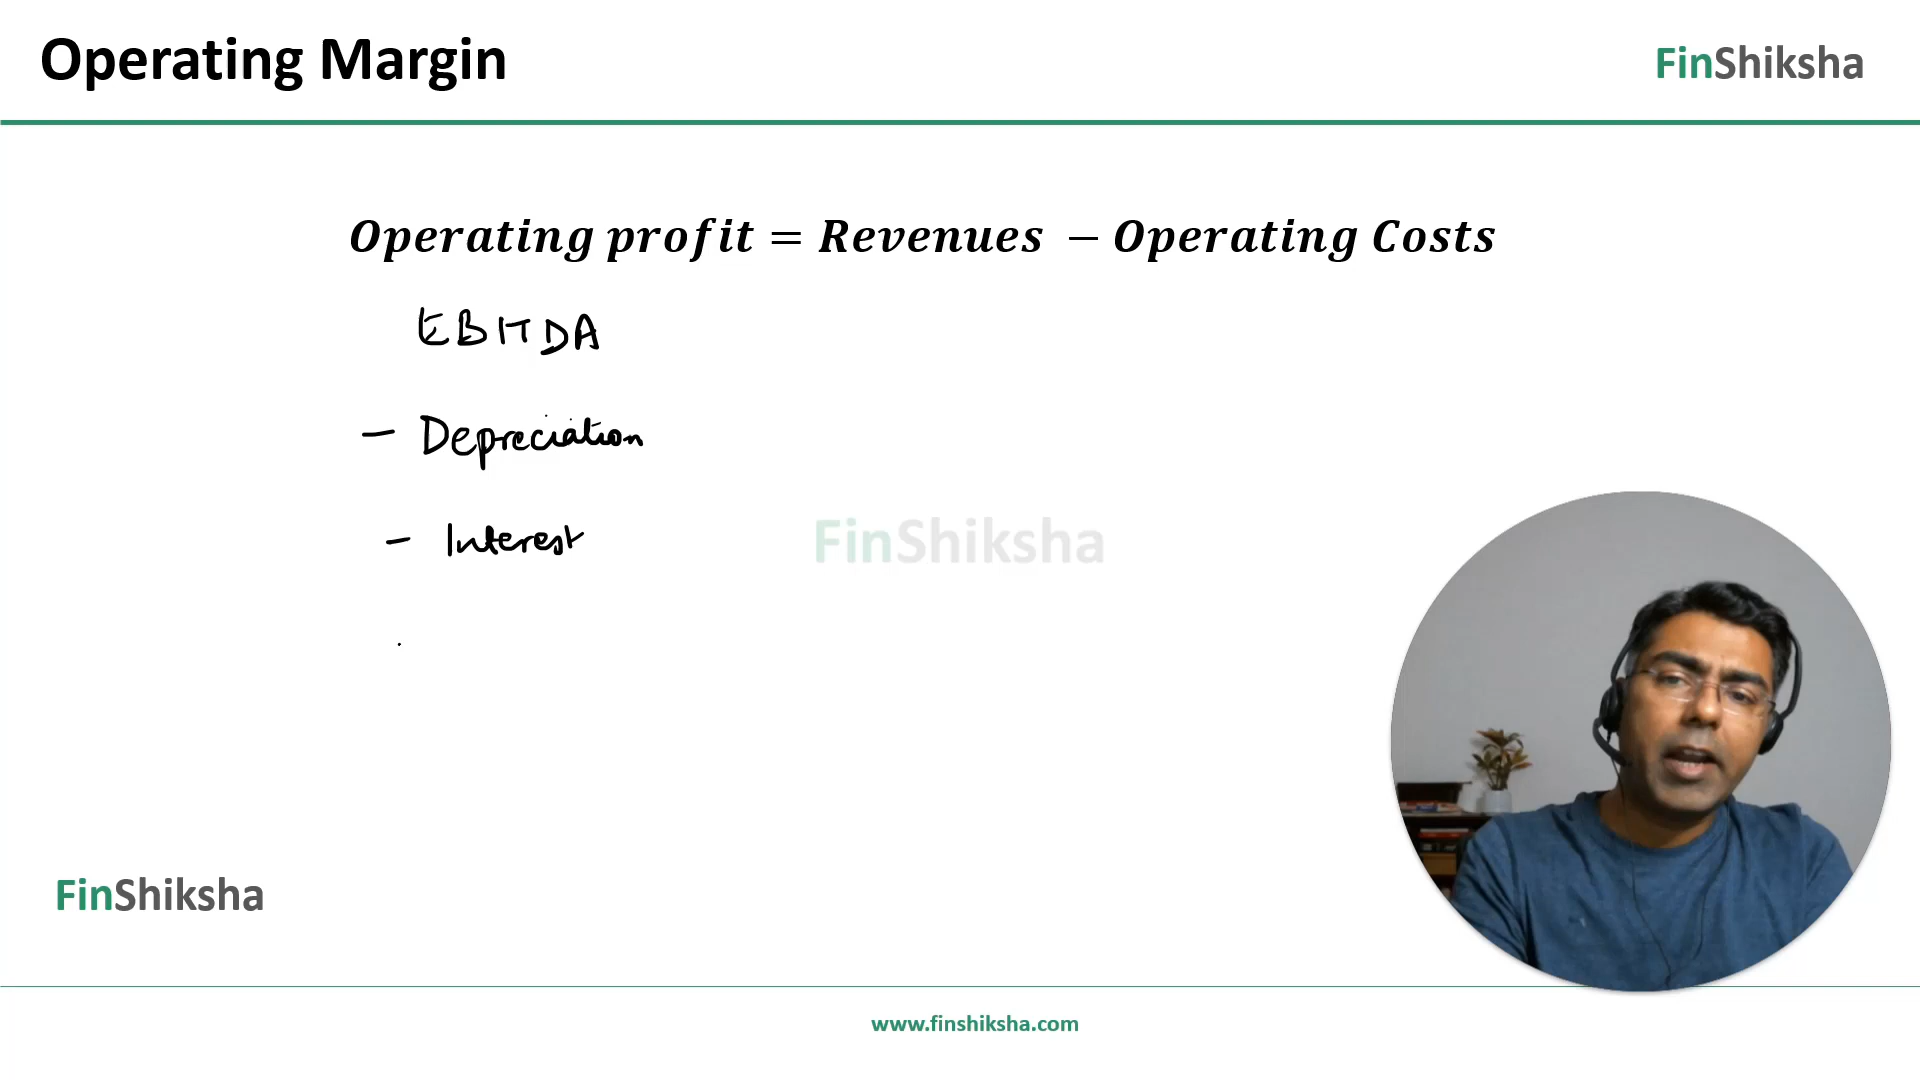 Operating Margin
FinShiksha
Operating profit = Revenues − Operating Costs
EBITDA
− Depreciation
− Interest
FinShiksha
FinShiksha
www.finshiksha.com